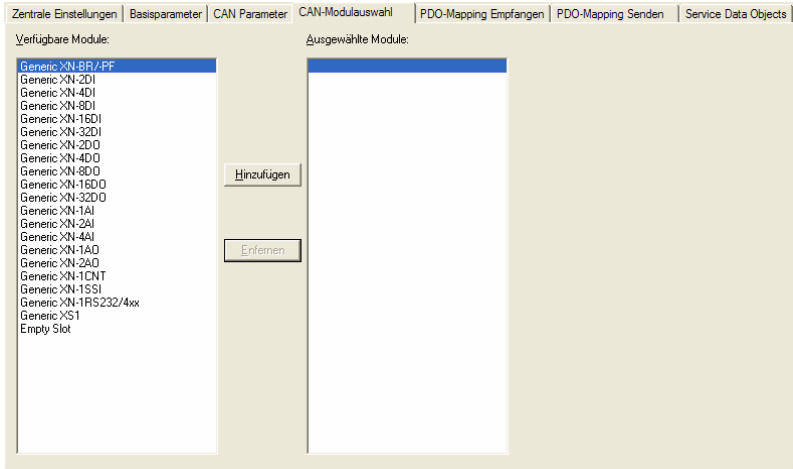 Zentrale Einstellungen Basisparameter CAN Parameter CAN-Modulauswahl PDO-Mapping Empfangen PDO-Mapping Senden Service Data Objects
Verfügbare Module:
Ausgewählte Module:
Generic XN-BR/-PF
Generic XN-2DI
Generic XN-4DI
Generic XN-8DI
Generic XN-16DI
Generic XN-32DI
Generic XN-2DO
Generic XN-4DO
Generic XN-8DO
Generic XN-16DO
Generic XN-32DO
Generic XN-1AI
Generic XN-2AI
Generic XN-4AI
Generic XN-1AO
Generic XN-2AO
Generic XN-1CNT
Generic XN-1SSI
Generic XN-1RS232/4xx
Generic XS1
Empty Slot
Hinzufügen
Enfernen